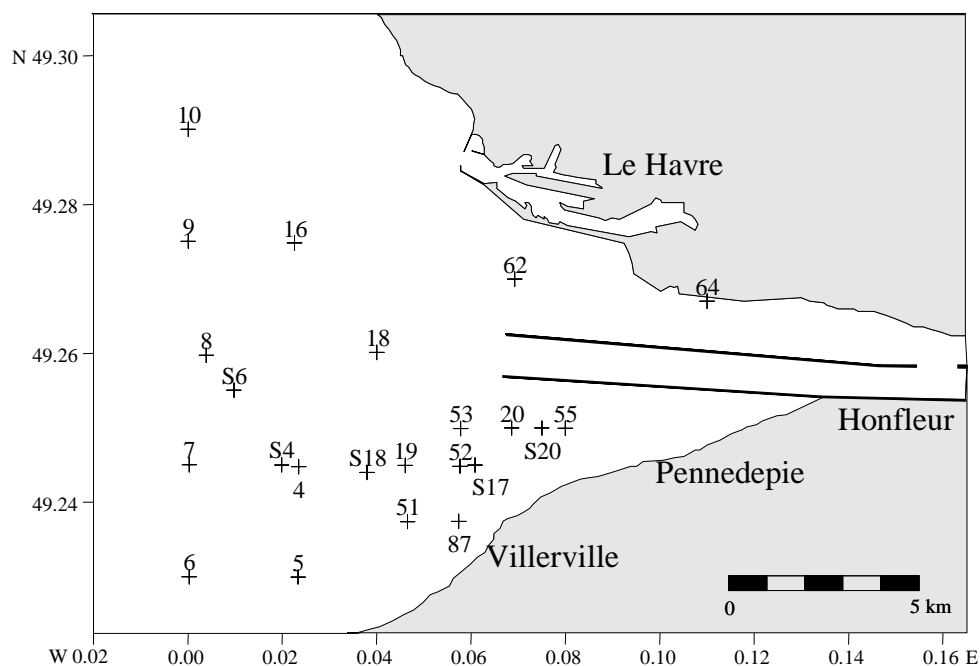 N 49.30
10
Le Havre
49.28
9
16
62
64
8
18
49.26
S6
53
20
55
Honfleur
7
S4
S18
19
52
S20
Pennedepie
4
S17
51
49.24
87
Villerville
6
5
0
5 km
W 0.02
0.00
0.02
0.04
0.06
0.08
0.10
0.12
0.14
0.16 E